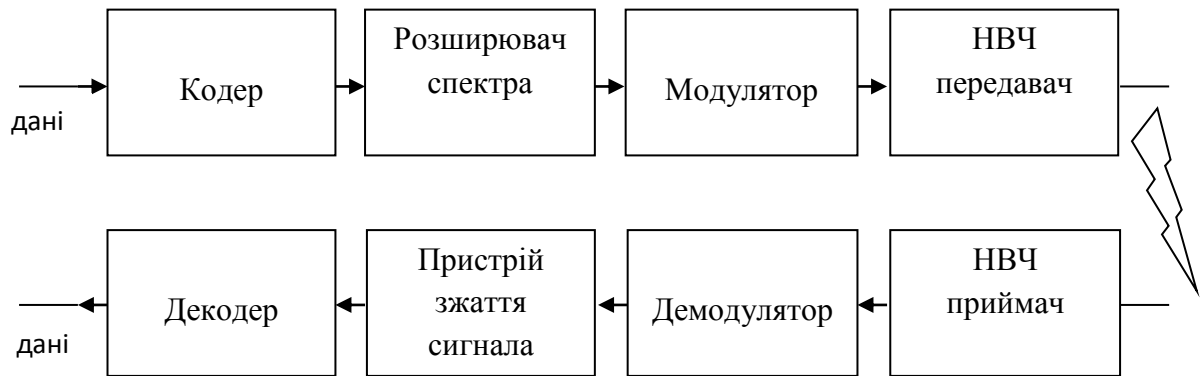 дані
Кодер
Розширювач
спектра
Модулятор
НВЧ
передавач
дані
Декодер
Пристрій
зжаття
сигнала
Демодулятор
НВЧ
приймач